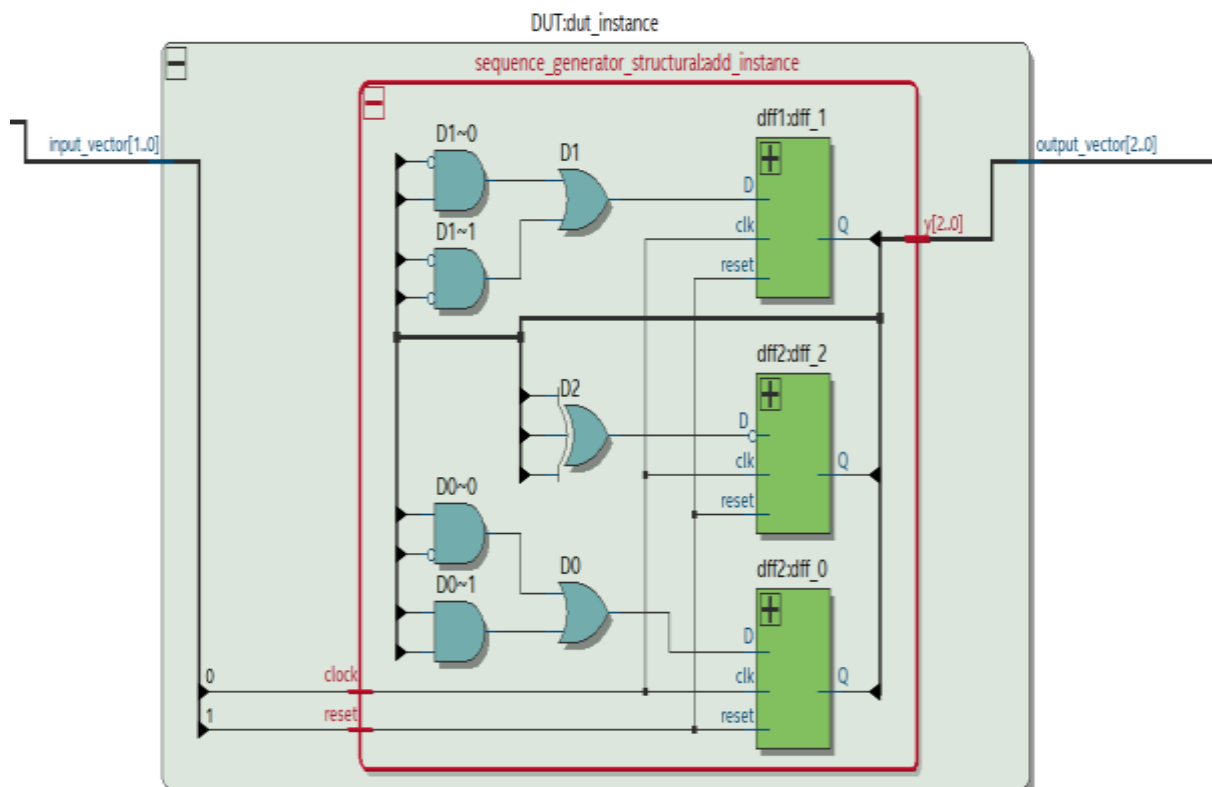 DUT:dut_instance
sequence_generator_structural:add_instance
input_vector[1..0]
output_vector[2..0]
D1~0
D1
D1~1
dff1:dff_1
D
clk
reset
Q
y[2..0]
D2
dff2:dff_2
D
clk
reset
Q
D0~0
D0
D0~1
dff2:dff_0
D
clk
reset
Q
0
clock
1
reset